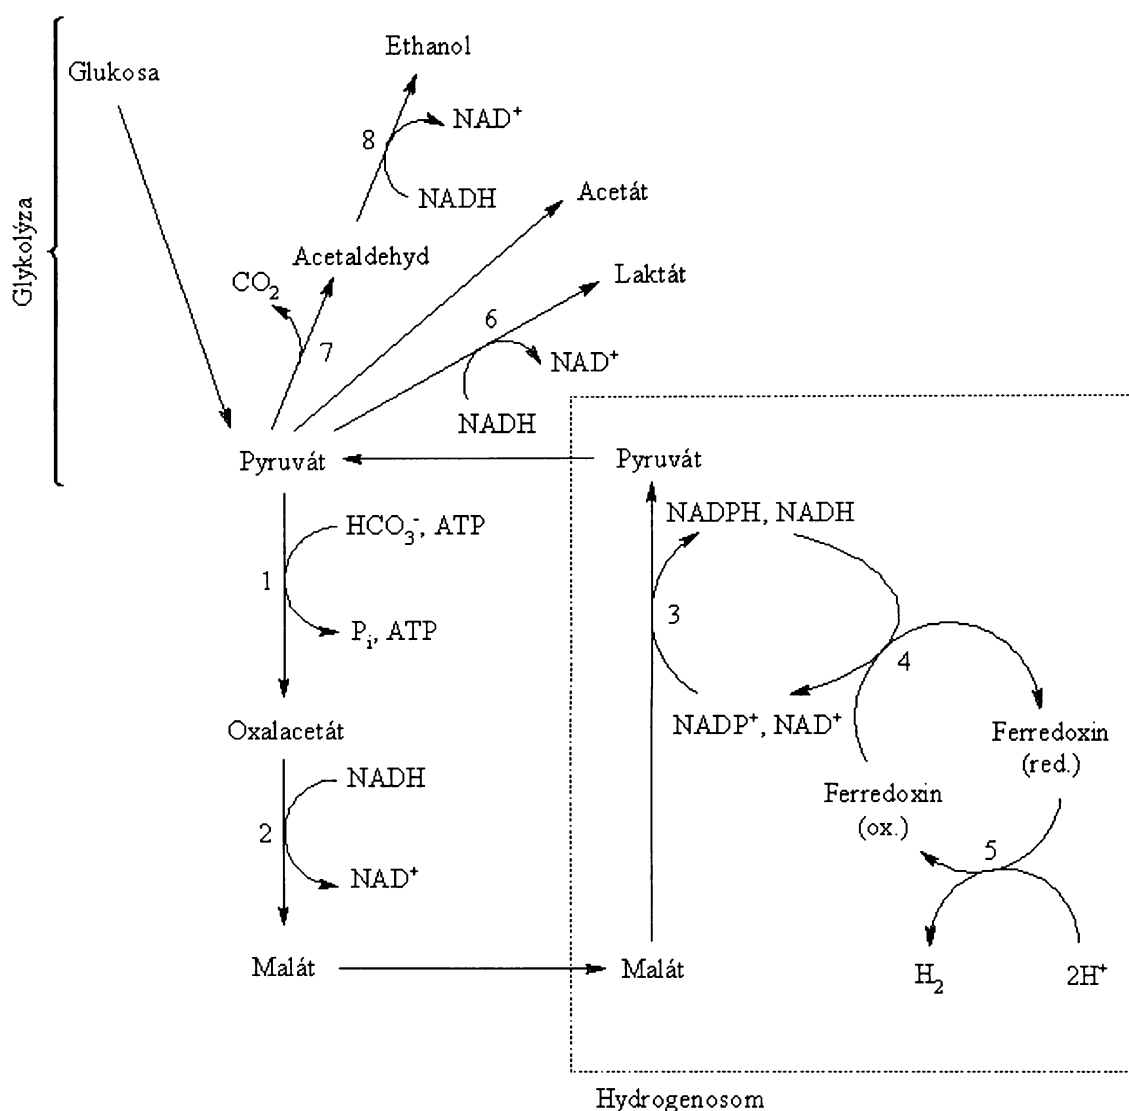 Ethanol
Glukosa
NAD⁺
8
NADH
Acetát
Glykolýza
Acetaldehyd
Laktát
CO₂
6
7
NAD⁺
NADH
Pyruvát
Pyruvát
NADPH, NADH
HCO₃⁻, ATP
1
3
Pᵢ, ATP
4
NADP⁺, NAD⁺
Oxalacetát
Ferredoxin
(red.)
NADH
Ferredoxin
(ox.)
2
5
NAD⁺
Malát
Malát
H₂
2H⁺
Hydrogenosom